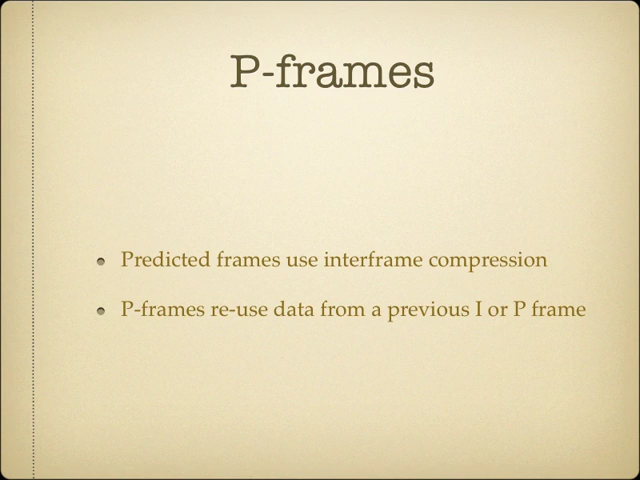 P-frames
Predicted frames use interframe compression
P-frames re-use data from a previous I or P frame